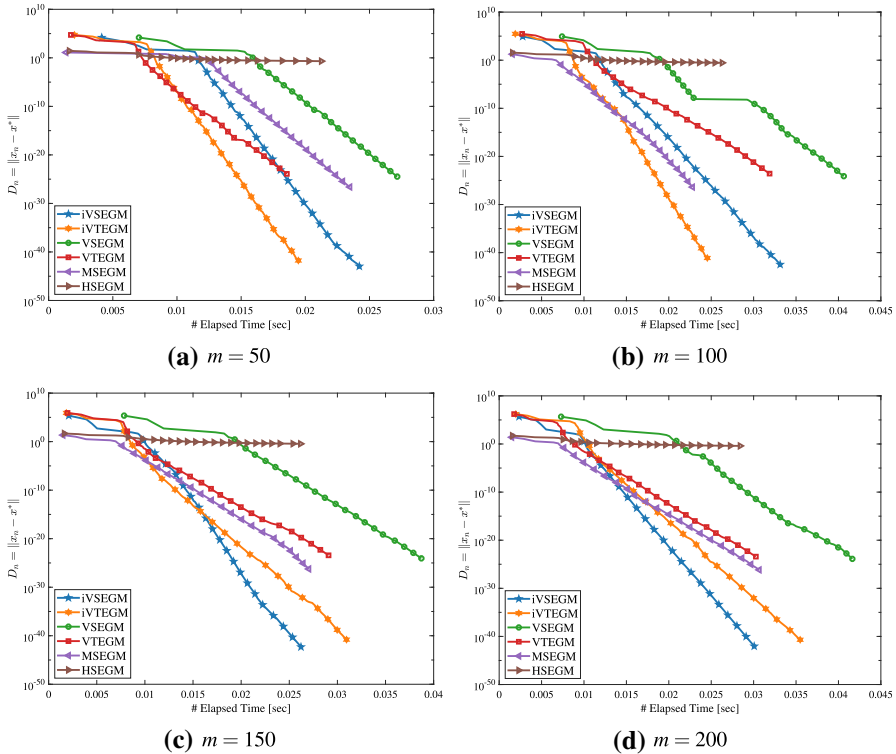 10^10
10^0
10^-10
10^-20
10^-30
10^-40
10^-50
D_n = ||x_n − x*||
iVSEGM
iVTEGM
VSEGM
VTEGM
MSEGM
HSEGM
0 0.005 0.01 0.015 0.02 0.025 0.03
# Elapsed Time [sec]
(a) m = 50
10^10
10^0
10^-10
10^-20
10^-30
10^-40
10^-50
D_n = ||x_n − x*||
iVSEGM
iVTEGM
VSEGM
VTEGM
MSEGM
HSEGM
0 0.005 0.01 0.015 0.02 0.025 0.03 0.035 0.04 0.045
# Elapsed Time [sec]
(b) m = 100
10^10
10^0
10^-10
10^-20
10^-30
10^-40
10^-50
D_n = ||x_n − x*||
iVSEGM
iVTEGM
VSEGM
VTEGM
MSEGM
HSEGM
0 0.005 0.01 0.015 0.02 0.025 0.03 0.035 0.04
# Elapsed Time [sec]
(c) m = 150
10^10
10^0
10^-10
10^-20
10^-30
10^-40
10^-50
D_n = ||x_n − x*||
iVSEGM
iVTEGM
VSEGM
VTEGM
MSEGM
HSEGM
0 0.005 0.01 0.015 0.02 0.025 0.03 0.035 0.04 0.045
# Elapsed Time [sec]
(d) m = 200